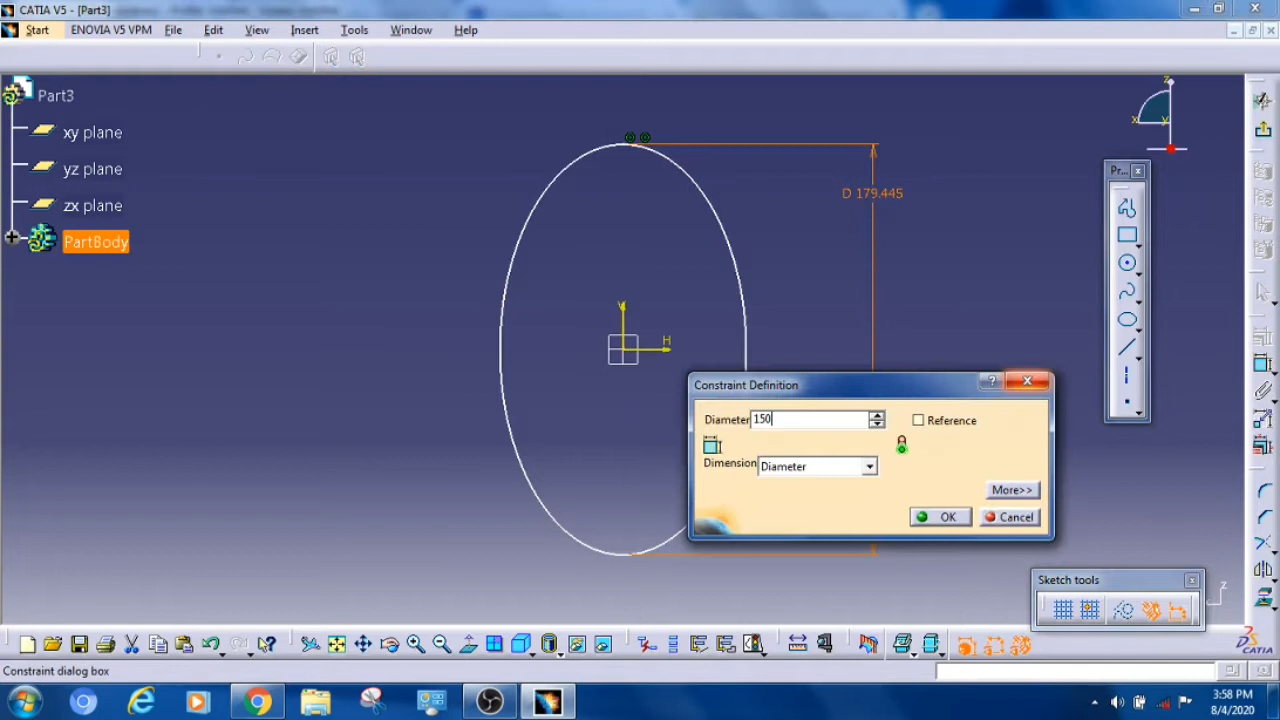 CATIA V5 - [Part3]
Start ENOVIA V5 VPM File Edit View Insert Tools Window Help
Part3
xy plane
yz plane
zx plane
PartBody
z
x
y
Pr...
D 179.445
V
H
Constraint Definition
?
Diameter 150
Reference
Dimension Diameter
More>>
OK
Cancel
Sketch tools
z
CATIA
Constraint dialog box
3:58 PM
8/4/2020